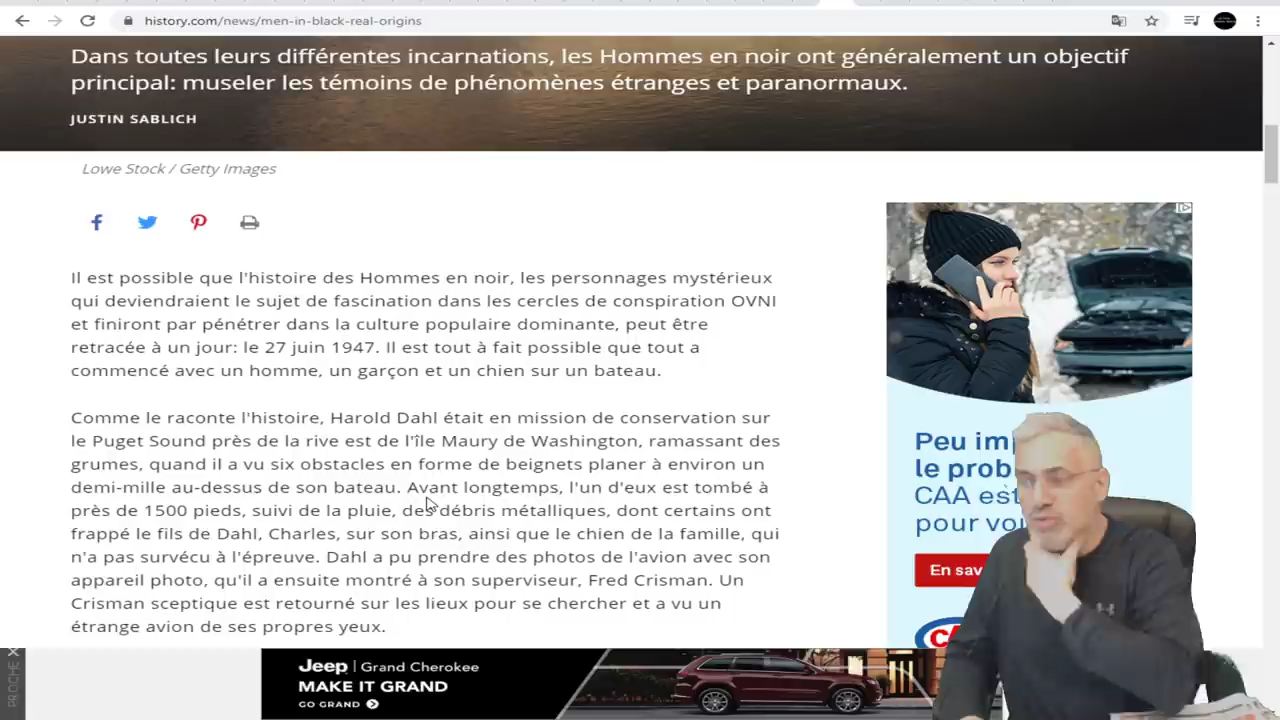 history.com/news/men-in-black-real-origins
Dans toutes leurs différentes incarnations, les Hommes en noir ont généralement un objectif
principal: museler les témoins de phénomènes étranges et paranormaux.
JUSTIN SABLICH
Lowe Stock / Getty Images
Il est possible que l'histoire des Hommes en noir, les personnages mystérieux
qui deviendraient le sujet de fascination dans les cercles de conspiration OVNI
et finiront par pénétrer dans la culture populaire dominante, peut être
retracée à un jour: le 27 juin 1947. Il est tout à fait possible que tout a
commencé avec un homme, un garçon et un chien sur un bateau.
Comme le raconte l'histoire, Harold Dahl était en mission de conservation sur
le Puget Sound près de la rive est de l'île Maury de Washington, ramassant des
grumes, quand il a vu six obstacles en forme de beignets planer à environ un
demi-mille au-dessus de son bateau. Avant longtemps, l'un d'eux est tombé à
près de 1500 pieds, suivi de la pluie, des débris métalliques, dont certains ont
frappé le fils de Dahl, Charles, sur son bras, ainsi que le chien de la famille, qui
n'a pas survécu à l'épreuve. Dahl a pu prendre des photos de l'avion avec son
appareil photo, qu'il a ensuite montré à son superviseur, Fred Crisman. Un
Crisman sceptique est retourné sur les lieux pour se chercher et a vu un
étrange avion de ses propres yeux.
Peu
le
CAA
pour
En
PROCHE
Jeep | Grand Cherokee
MAKE IT GRAND
GO GRAND